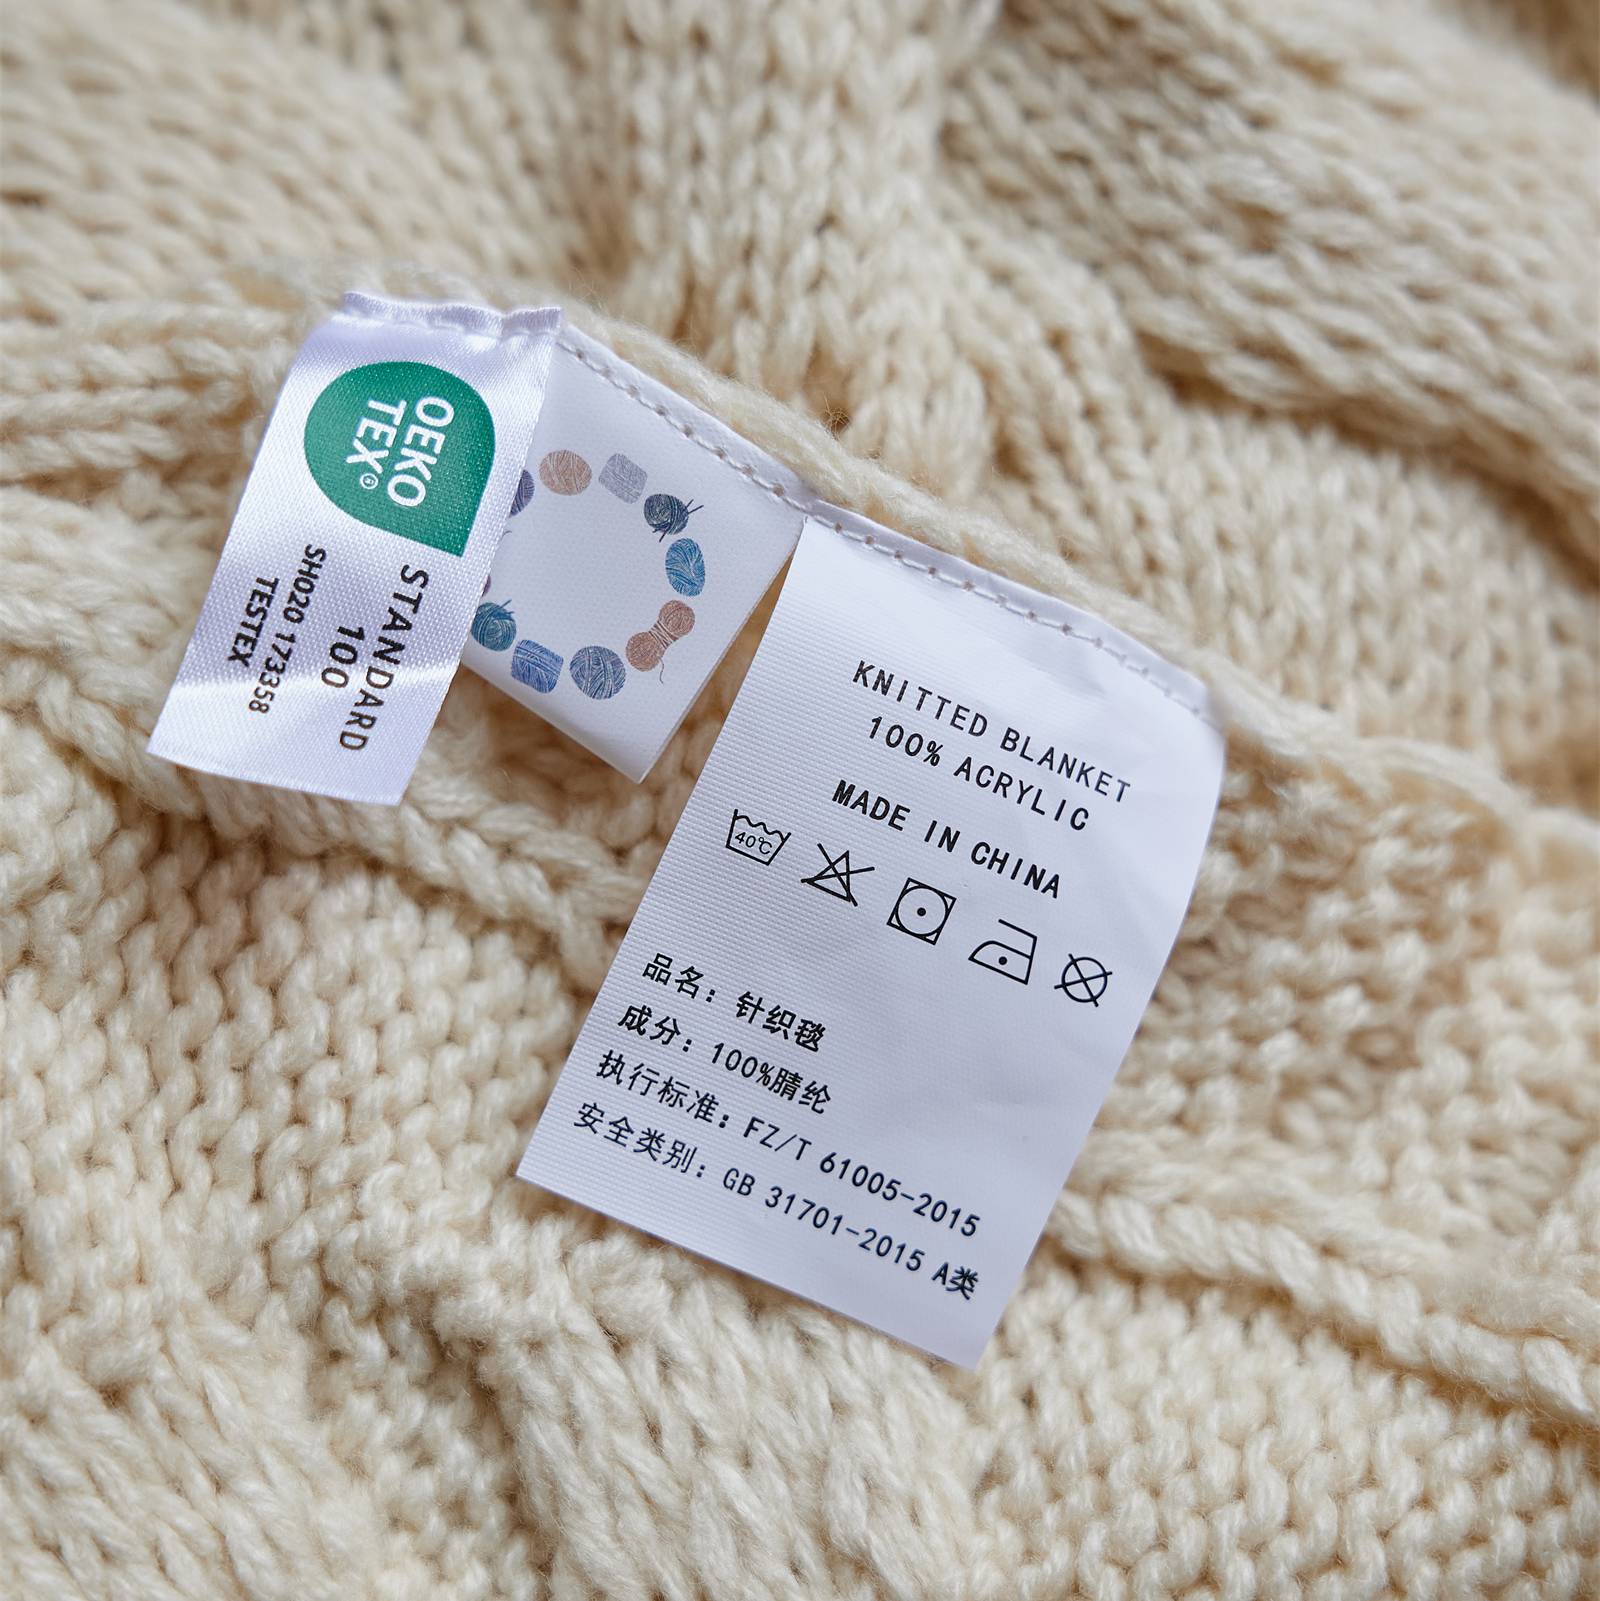 OEKO
TEX®
STANDARD
100
SH020 173358
TESTEX
KNITTED BLANKET
100% ACRYLIC
MADE IN CHINA
40℃
品名：针织毯
成分：100%腈纶
执行标准：FZ/T 61005-2015
安全类别：GB 31701-2015 A类